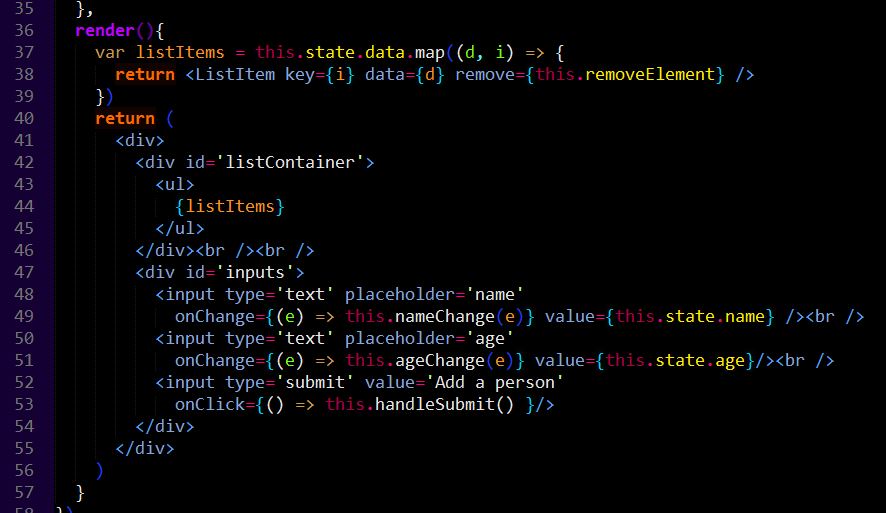 35 },
36 render(){
37 var listItems = this.state.data.map((d, i) => {
38 return <ListItem key={i} data={d} remove={this.removeElement} />
39 })
40 return (
41 <div>
42 <div id='listContainer'>
43 <ul>
44 {listItems}
45 </ul>
46 </div><br /><br />
47 <div id='inputs'>
48 <input type='text' placeholder='name'
49 onChange={(e) => this.nameChange(e)} value={this.state.name} /><br />
50 <input type='text' placeholder='age'
51 onChange={(e) => this.ageChange(e)} value={this.state.age}/><br />
52 <input type='submit' value='Add a person'
53 onClick={() => this.handleSubmit() }/>
54 </div>
55 </div>
56 )
57 }
58 })